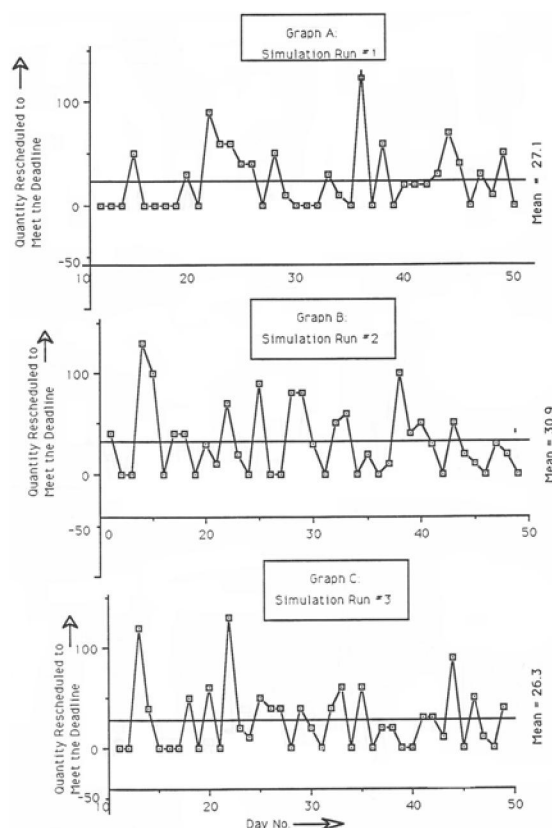 Graph A:
Simulation Run #1
Quantity Rescheduled to
Meet the Deadline
100
0
-50
10
20
30
40
50
Mean = 27.1
Graph B:
Simulation Run #2
Quantity Rescheduled to
Meet the Deadline
100
0
-50
10
20
30
40
50
Mean = 30.9
Graph C:
Simulation Run #3
Quantity Rescheduled to
Meet the Deadline
100
0
-50
10
20
30
40
50
Mean = 26.3
Day No.